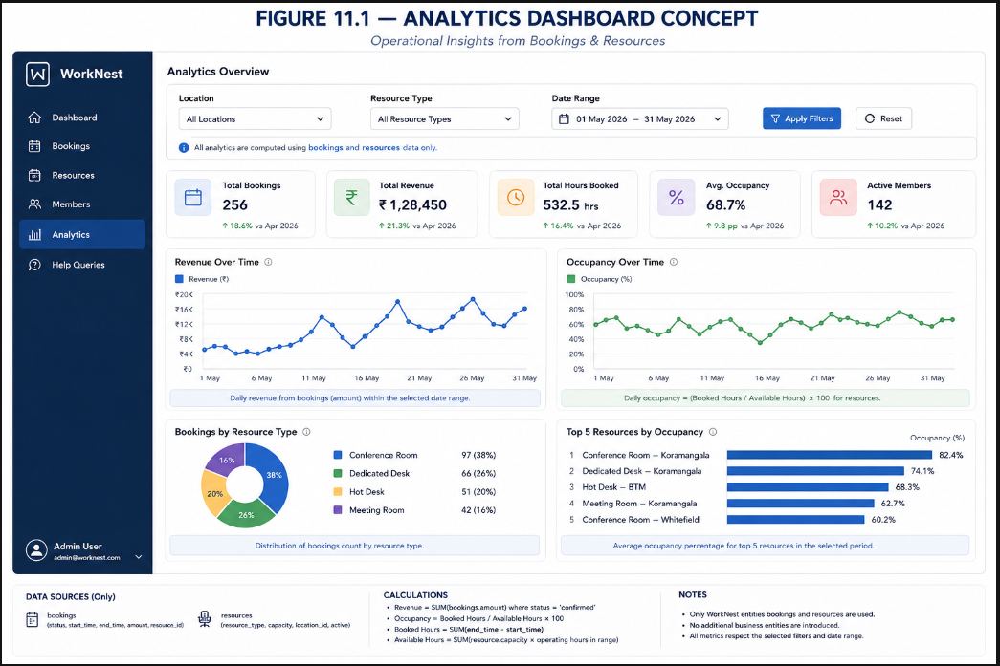 FIGURE 11.1 — ANALYTICS DASHBOARD CONCEPT
Operational Insights from Bookings & Resources
W WorkNest
Dashboard
Bookings
Resources
Members
Analytics
Help Queries
Admin User
admin@worknest.com
Analytics Overview
Location
All Locations
Resource Type
All Resource Types
Date Range
01 May 2026 – 31 May 2026
Apply Filters
Reset
All analytics are computed using bookings and resources data only.
Total Bookings
256
↑ 18.6% vs Apr 2026
Total Revenue
₹ 1,28,450
↑ 21.3% vs Apr 2026
Total Hours Booked
532.5 hrs
↑ 16.4% vs Apr 2026
Avg. Occupancy
68.7%
↑ 9.8 pp vs Apr 2026
Active Members
142
↑ 10.2% vs Apr 2026
Revenue Over Time
Revenue (₹)
₹20K
₹16K
₹12K
₹8K
₹4K
₹0
1 May 6 May 11 May 16 May 21 May 26 May 31 May
Daily revenue from bookings (amount) within the selected date range.
Occupancy Over Time
Occupancy (%)
100%
80%
60%
40%
20%
0%
1 May 6 May 11 May 16 May 21 May 26 May 31 May
Daily occupancy = (Booked Hours / Available Hours) × 100 for resources.
Bookings by Resource Type
16%
38%
20%
26%
Conference Room 97 (38%)
Dedicated Desk 66 (26%)
Hot Desk 51 (20%)
Meeting Room 42 (16%)
Distribution of bookings count by resource type.
Top 5 Resources by Occupancy
Occupancy (%)
1 Conference Room – Koramangala 82.4%
2 Dedicated Desk – Koramangala 74.1%
3 Hot Desk – BTM 68.3%
4 Meeting Room – Koramangala 62.7%
5 Conference Room – Whitefield 60.2%
Average occupancy percentage for top 5 resources in the selected period.
DATA SOURCES (Only)
bookings
(status, start_time, end_time, amount, resource_id)
resources
(resource_type, capacity, location_id, active)
CALCULATIONS
• Revenue = SUM(bookings.amount) where status = 'confirmed'
• Occupancy = Booked Hours / Available Hours × 100
• Booked Hours = SUM(end_time - start_time)
• Available Hours = SUM(resource.capacity × operating hours in range)
NOTES
• Only WorkNest entities bookings and resources are used.
• No additional business entities are introduced.
• All metrics respect the selected filters and date range.